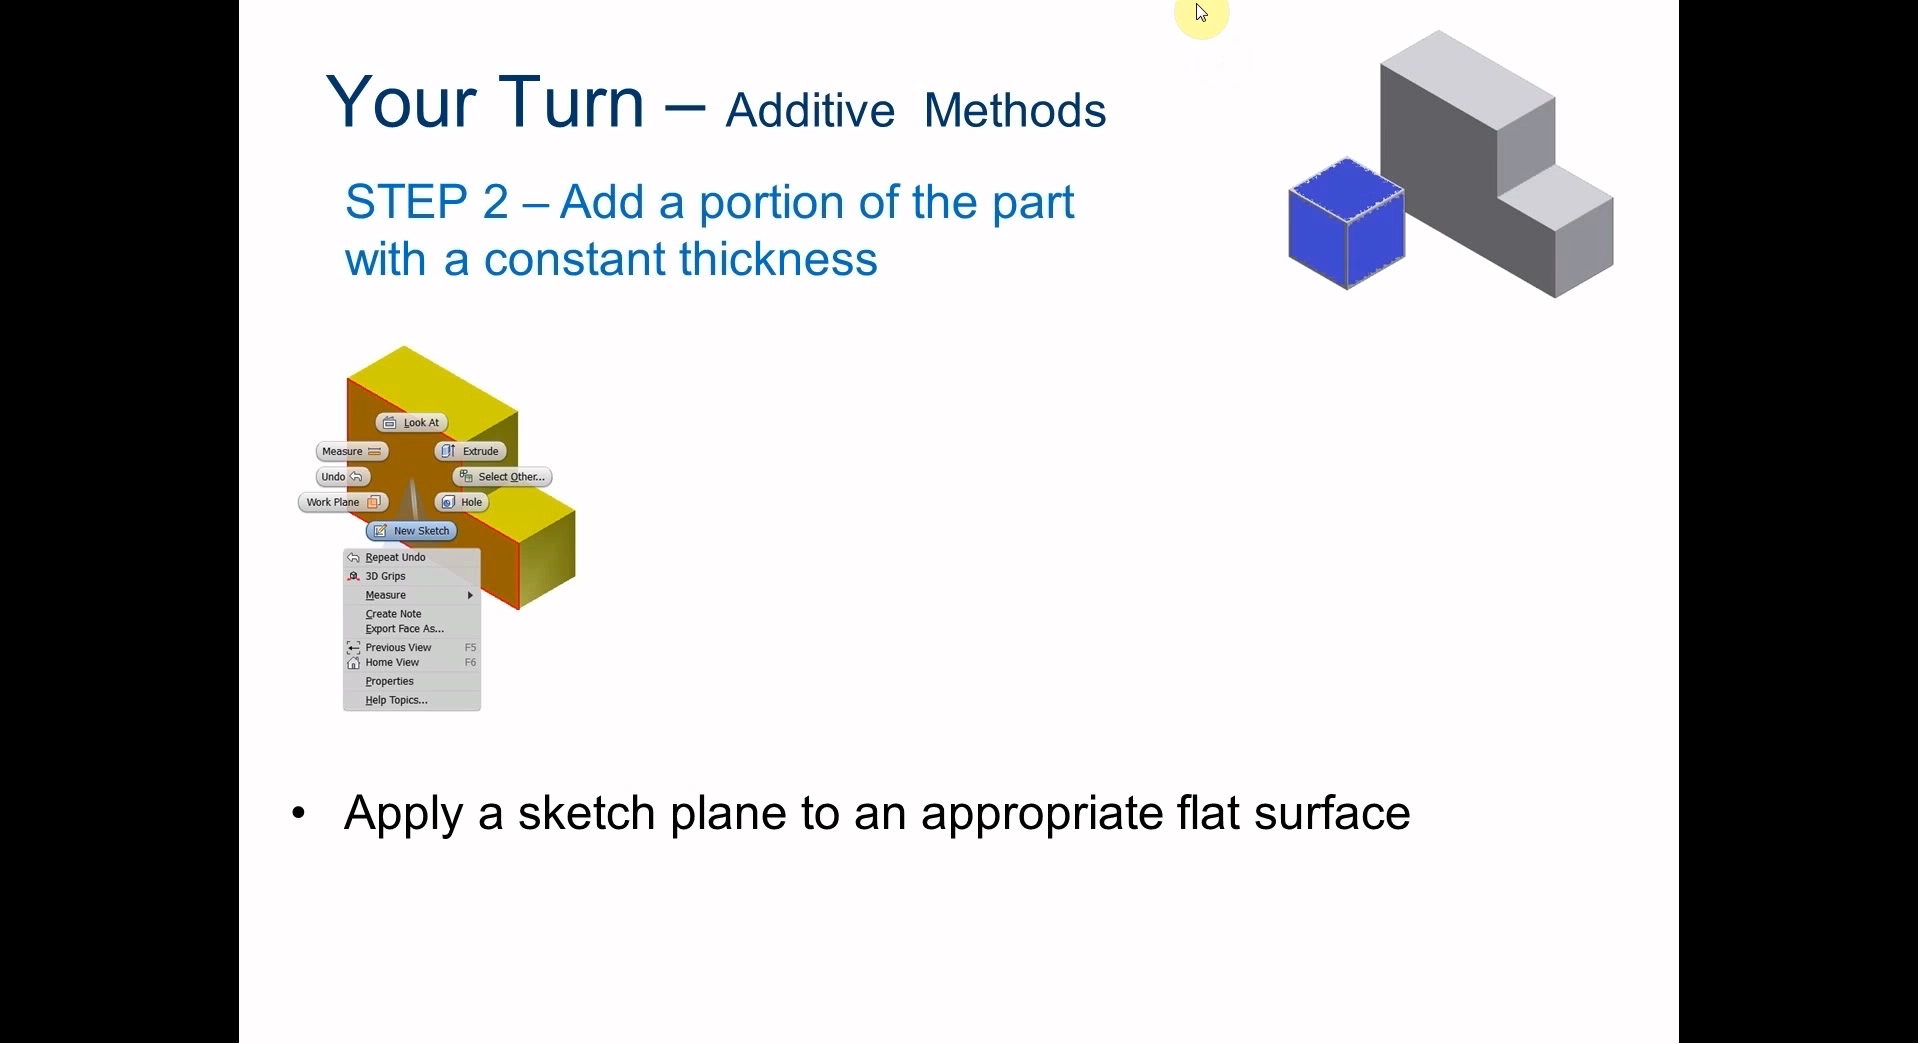 Your Turn – Additive Methods
STEP 2 – Add a portion of the part
with a constant thickness
Look At
Measure
Extrude
Undo
Select Other...
Work Plane
Hole
New Sketch
Repeat Undo
3D Grips
Measure
Create Note
Export Face As...
Previous View F5
Home View F6
Properties
Help Topics...
• Apply a sketch plane to an appropriate flat surface